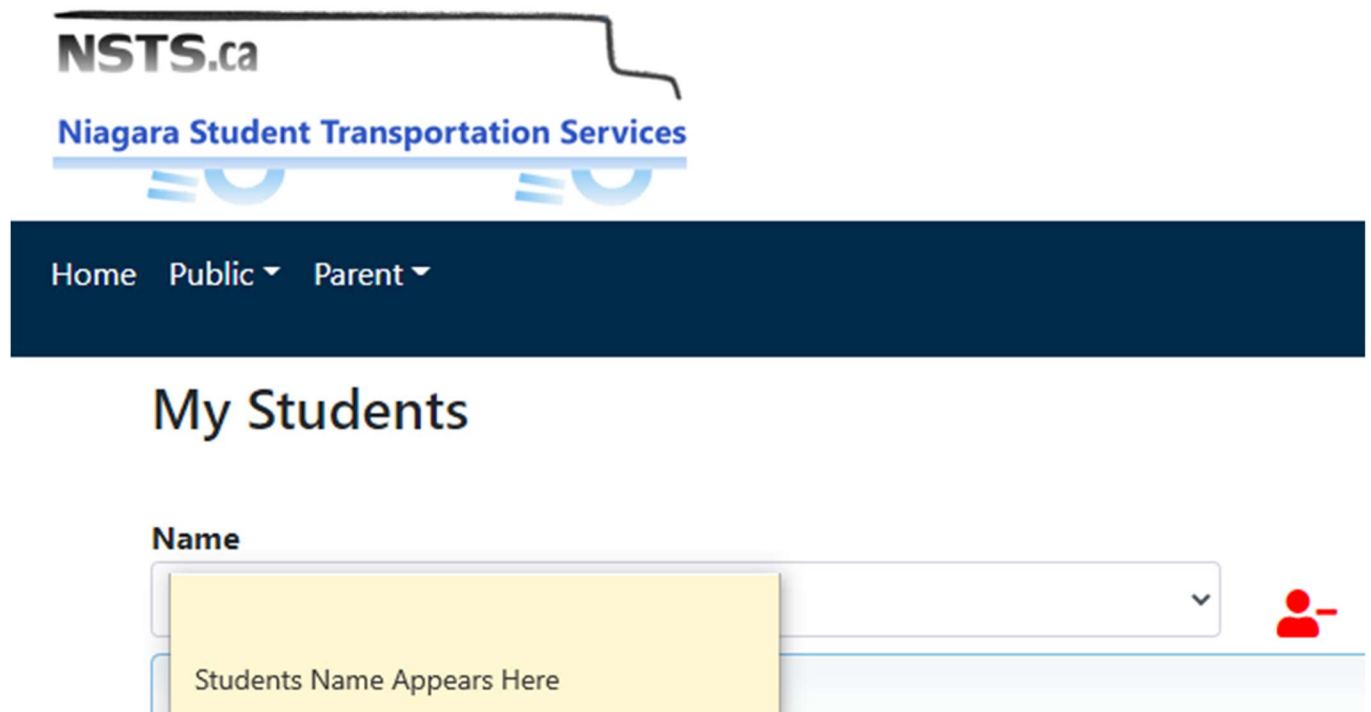 NSTS.ca
Niagara Student Transportation Services
Home Public Parent
My Students
Name
Students Name Appears Here